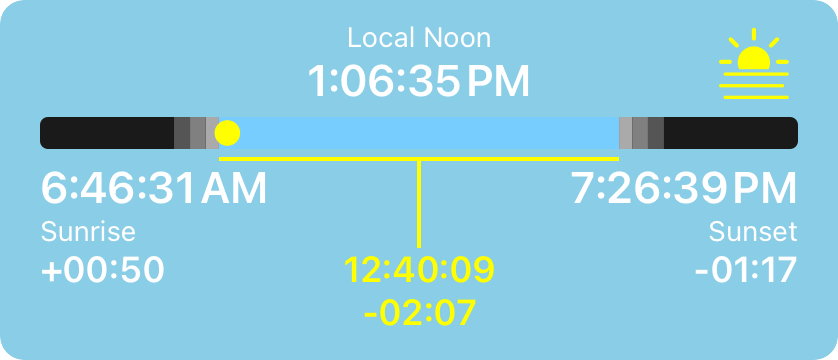 Local Noon
1:06:35 PM
6:46:31 AM
7:26:39 PM
Sunrise
Sunset
+00:50
12:40:09
-01:17
-02:07